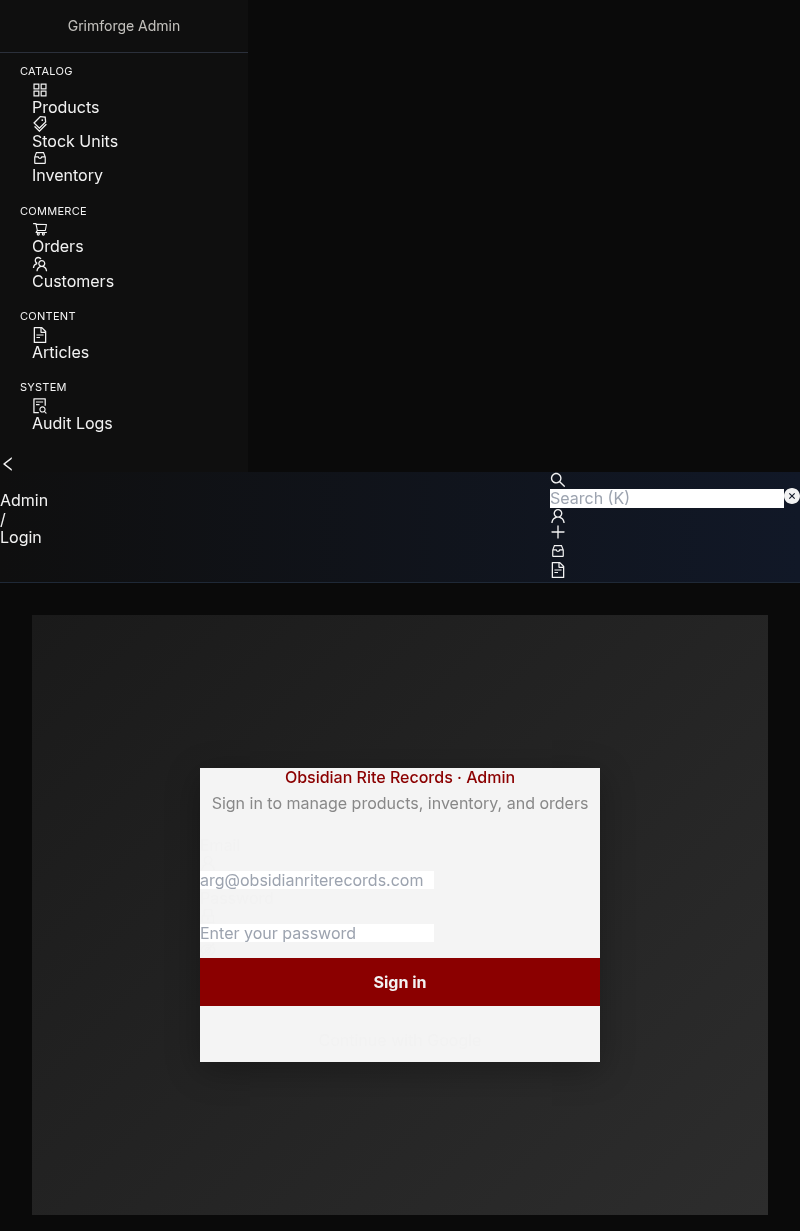 Grimforge Admin
CATALOG
Products
Stock Units
Inventory
COMMERCE
Orders
Customers
CONTENT
Articles
SYSTEM
Audit Logs
Admin
/
Login
Search (K)
Obsidian Rite Records · Admin
Sign in to manage products, inventory, and orders
arg@obsidianriterecords.com
Enter your password
Sign in